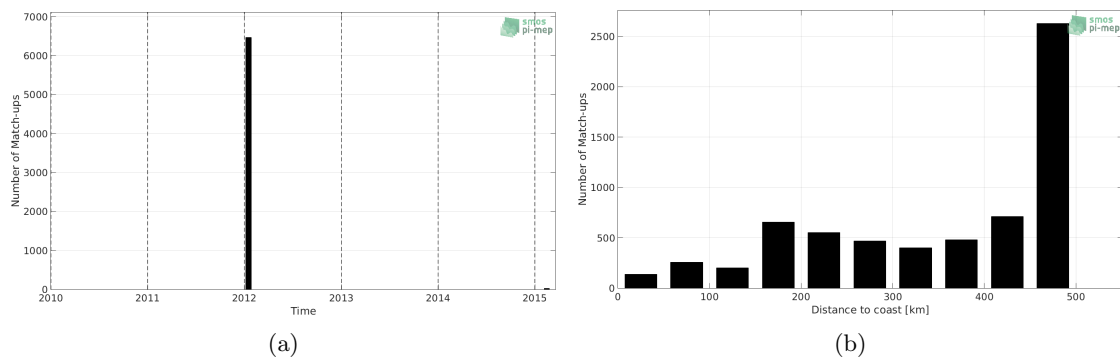 7000
6000
5000
4000
3000
2000
1000
0
Number of Match-ups
2010 2011 2012 2013 2014 2015
Time
smos
pi-mep
(a)
2500
2000
1500
1000
500
0
Number of Match-ups
0 100 200 300 400 500
Distance to coast [km]
smos
pi-mep
(b)